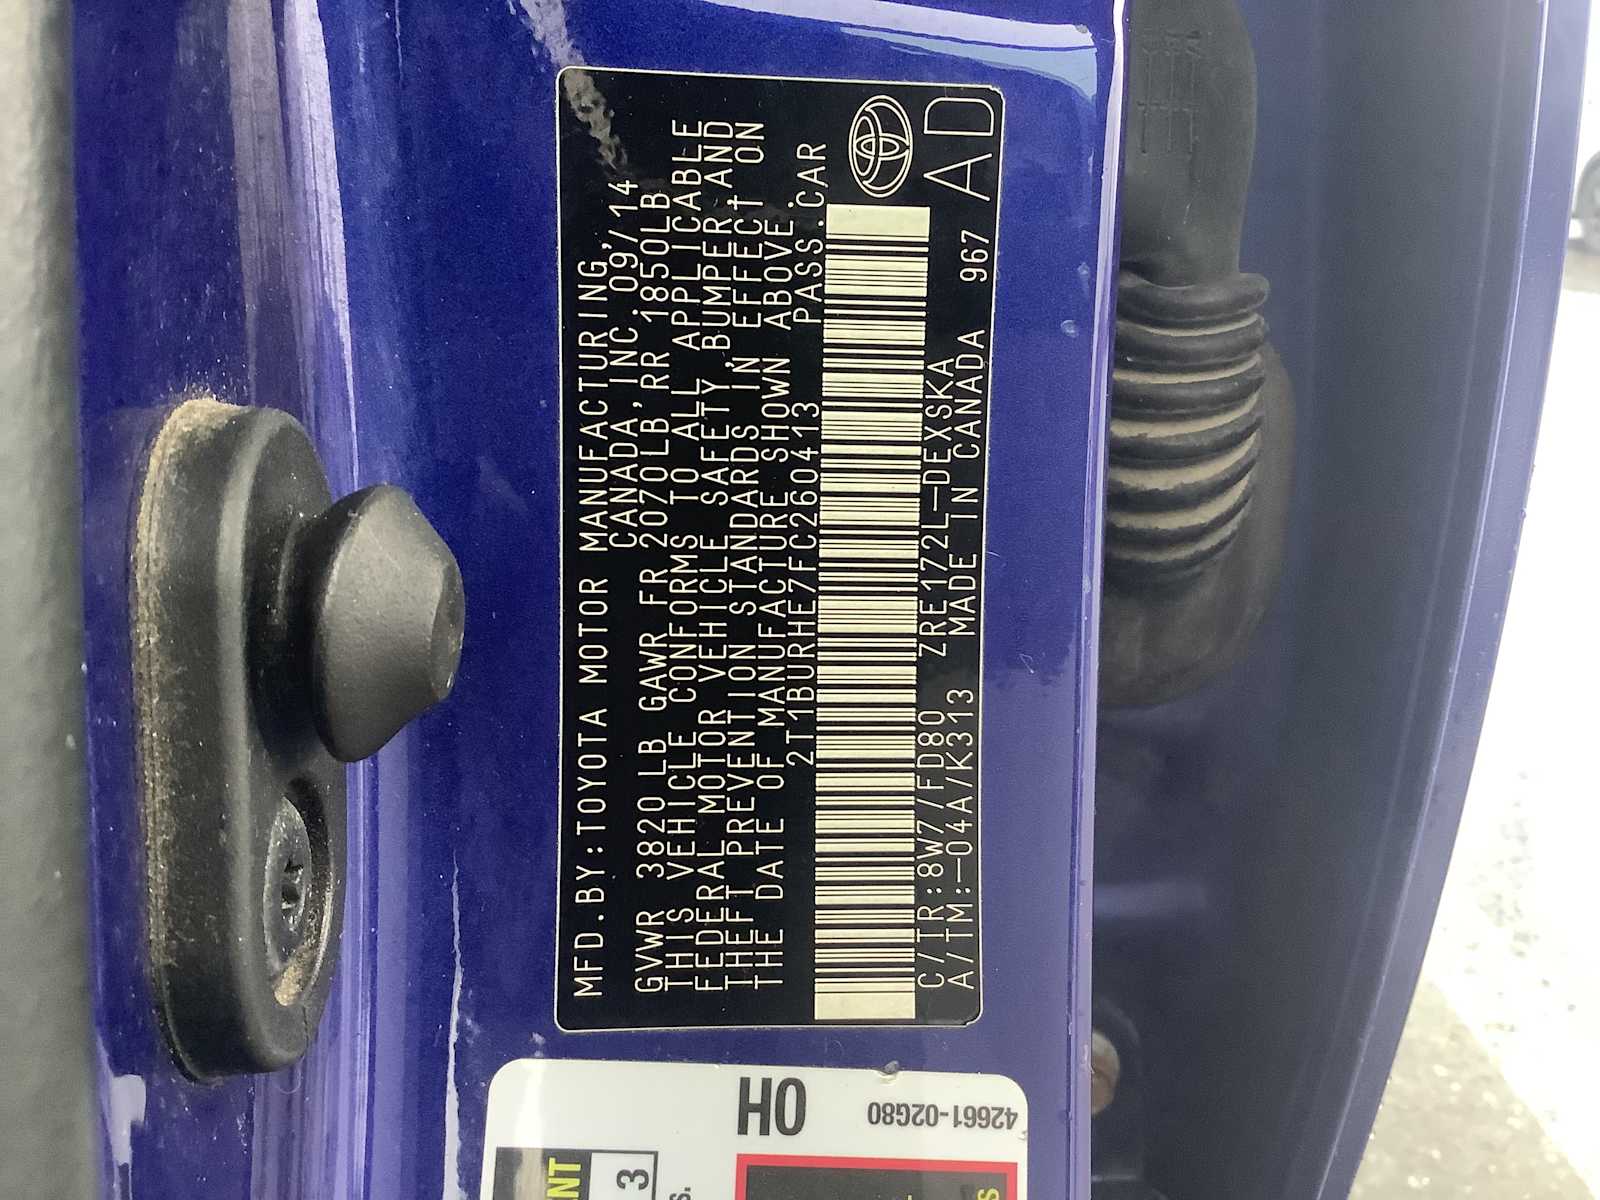 MFD.BY:TOYOTA MOTOR MANUFACTURING,
CANADA,INC. 09/14
GVWR 3820LB GAWR FR 2070LB,RR 1850LB
THIS VEHICLE CONFORMS TO ALL APPLICABLE
FEDERAL MOTOR VEHICLE SAFETY,BUMPER,AND
THEFT PREVENTION STANDARDS IN EFFECT ON
THE DATE OF MANUFACTURE SHOWN ABOVE.
2T1BURHE7FC260413 PASS.CAR
C/TR:8W7/FD80 ZRE172L-DEXSKA
A/TM:-04A/K313 MADE IN CANADA 967
AD
OH
42661-02G80
NT
3
s.
s